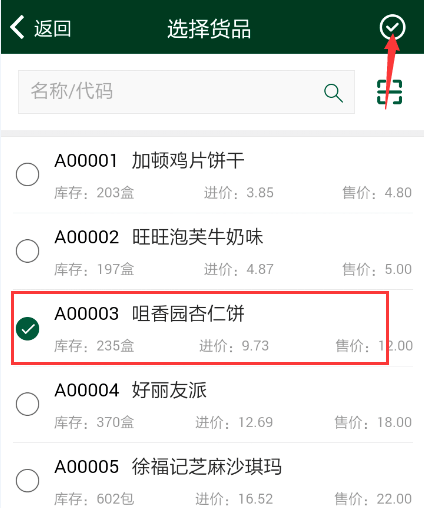 返回 选择货品
名称/代码
A00001 加顿鸡片饼干
库存：203盒 进价：3.85 售价：4.80
A00002 旺旺泡芙牛奶味
库存：197盒 进价：4.87 售价：5.00
A00003 咀香园杏仁饼
库存：235盒 进价：9.73 售价：12.00
A00004 好丽友派
库存：370盒 进价：12.69 售价：18.00
A00005 徐福记芝麻沙琪玛
库存：602包 进价：16.52 售价：22.00